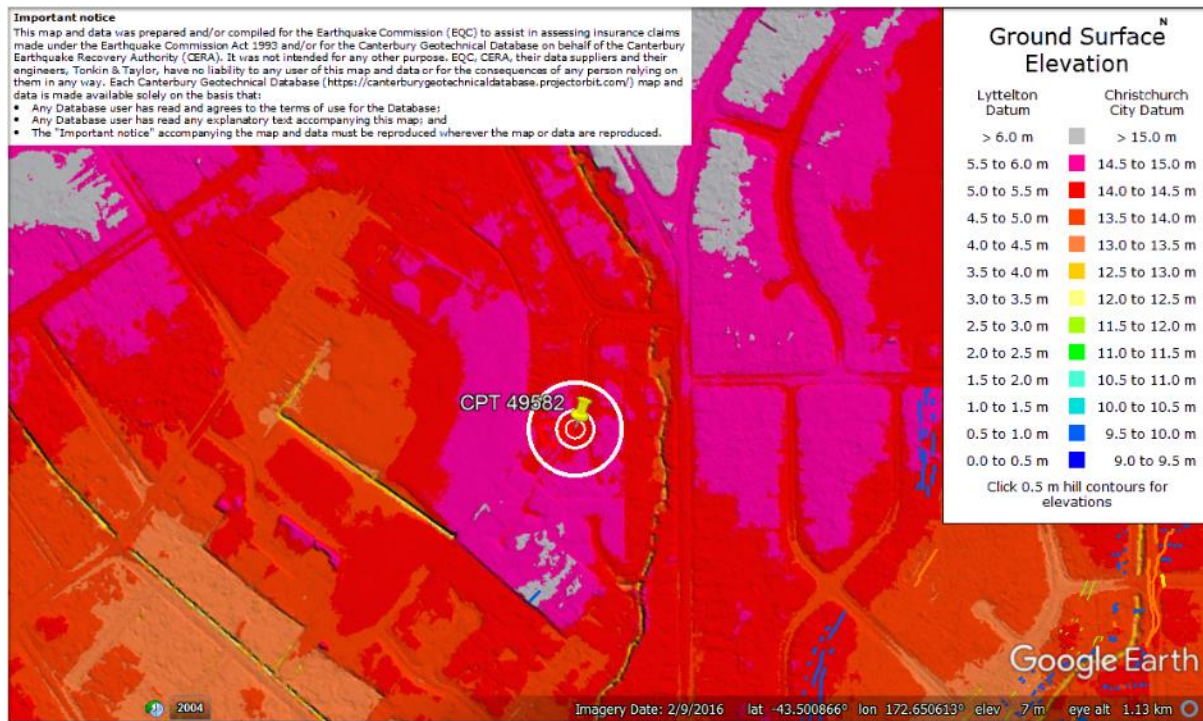 Important notice
This map and data was prepared and/or compiled for the Earthquake Commission (EQC) to assist in assessing insurance claims
made under the Earthquake Commission Act 1993 and/or for the Canterbury Geotechnical Database on behalf of the Canterbury
Earthquake Recovery Authority (CERA). It was not intended for any other purpose. EQC, CERA, their data suppliers and their
engineers, Tonkin & Taylor, have no liability to any user of this map and data or for the consequences of any person relying on
them in any way. Each Canterbury Geotechnical Database (https://canterburygeotechnicaldatabase.projectorbit.com/) map and
data is made available solely on the basis that:
• Any Database user has read and agrees to the terms of use for the Database;
• Any Database user has read any explanatory text accompanying this map; and
• The "Important notice" accompanying the map and data must be reproduced wherever the map or data are reproduced.
N
Ground Surface
Elevation
Lyttelton Christchurch
Datum City Datum
> 6.0 m > 15.0 m
5.5 to 6.0 m 14.5 to 15.0 m
5.0 to 5.5 m 14.0 to 14.5 m
4.5 to 5.0 m 13.5 to 14.0 m
4.0 to 4.5 m 13.0 to 13.5 m
3.5 to 4.0 m 12.5 to 13.0 m
3.0 to 3.5 m 12.0 to 12.5 m
2.5 to 3.0 m 11.5 to 12.0 m
2.0 to 2.5 m 11.0 to 11.5 m
1.5 to 2.0 m 10.5 to 11.0 m
1.0 to 1.5 m 10.0 to 10.5 m
0.5 to 1.0 m 9.5 to 10.0 m
0.0 to 0.5 m 9.0 to 9.5 m
Click 0.5 m hill contours for
elevations
CPT 49582
Google Earth
2004
Imagery Date: 2/9/2016 lat -43.500866° lon 172.650613° elev 7 m eye alt 1.13 km